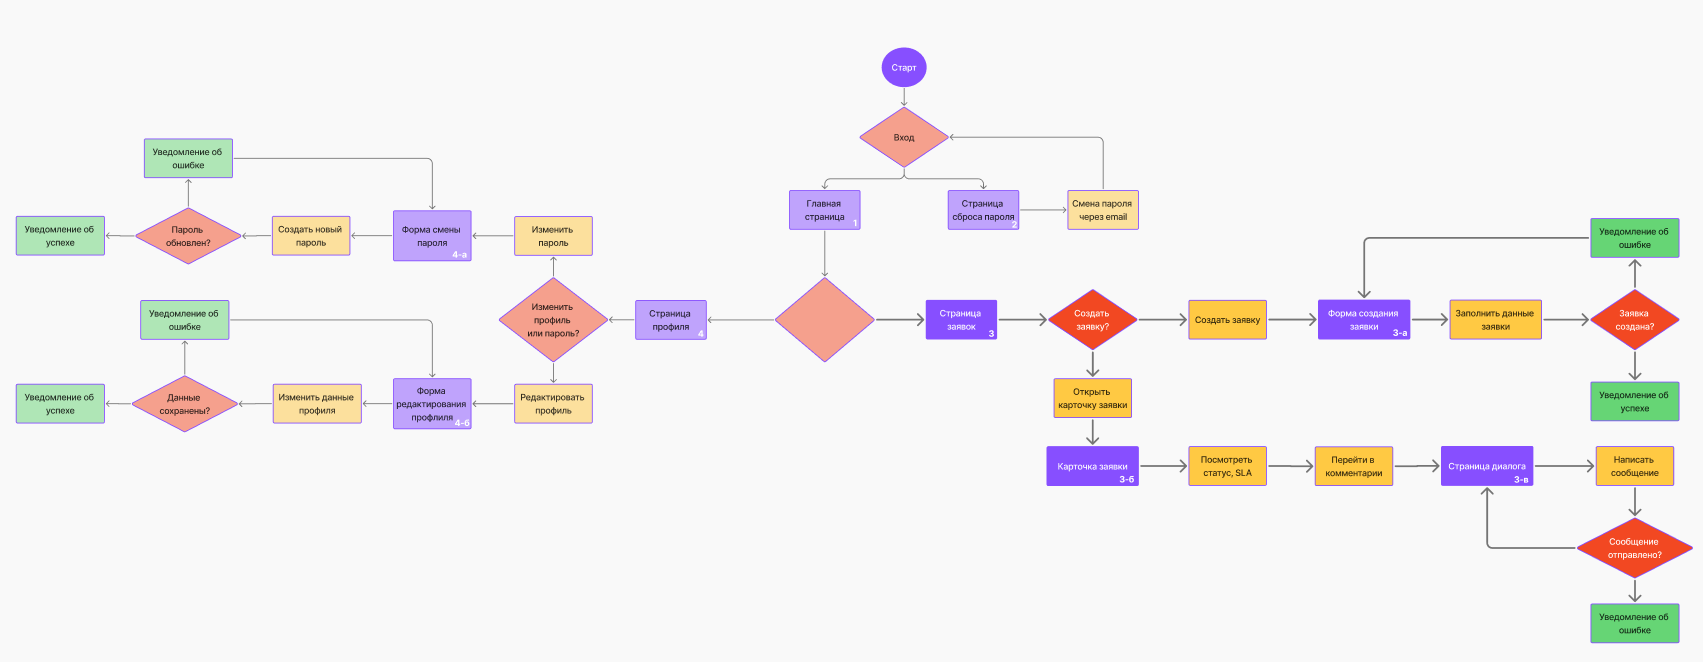 Старт
Вход
Главная
страница
1
Страница
сброса пароля
2
Смена пароля
через email
Уведомление об
ошибке
Уведомление об
успехе
Пароль
обновлен?
Создать новый
пароль
Форма смены
пароля
4-а
Изменить
пароль
Изменить
профиль
или пароль?
Страница
профиля
4
Уведомление об
ошибке
Уведомление об
успехе
Данные
сохранены?
Изменить данные
профиля
Форма
редактирования
профлиля
4-б
Редактировать
профиль
Страница
заявок
3
Создать
заявку?
Создать заявку
Форма создания
заявки
3-а
Заполнить данные
заявки
Заявка
создана?
Уведомление об
ошибке
Уведомление об
успехе
Открыть
карточку заявки
Карточка заявки
3-б
Посмотреть
статус, SLA
Перейти в
комментарии
Страница диалога
3-в
Написать
сообщение
Сообщение
отправлено?
Уведомление об
ошибке